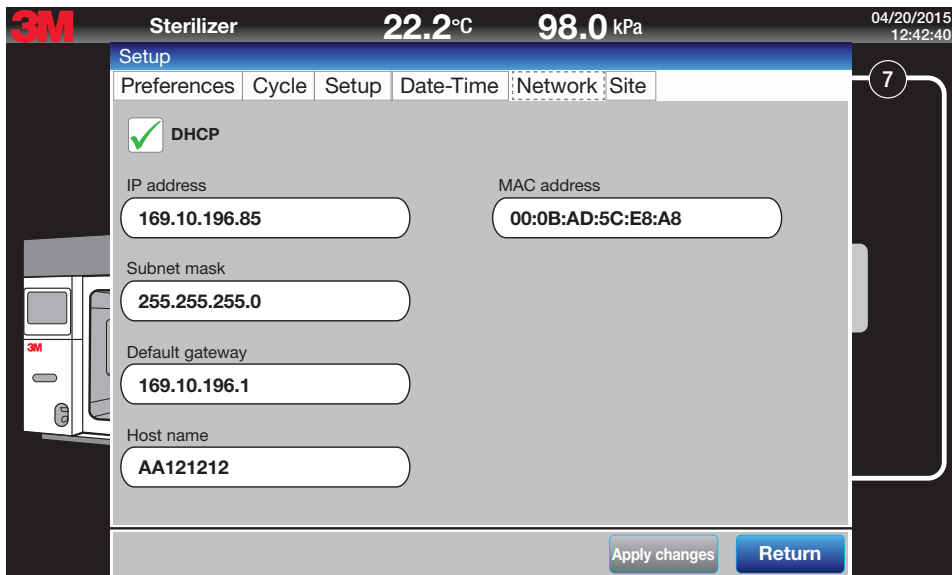 3M Sterilizer 22.2°C 98.0 kPa 04/20/2015
12:42:40
Setup
Preferences Cycle Setup Date-Time Network Site
7
DHCP
IP address MAC address
169.10.196.85 00:0B:AD:5C:E8:A8
Subnet mask
255.255.255.0
3M
Default gateway
169.10.196.1
Host name
AA121212
Apply changes Return